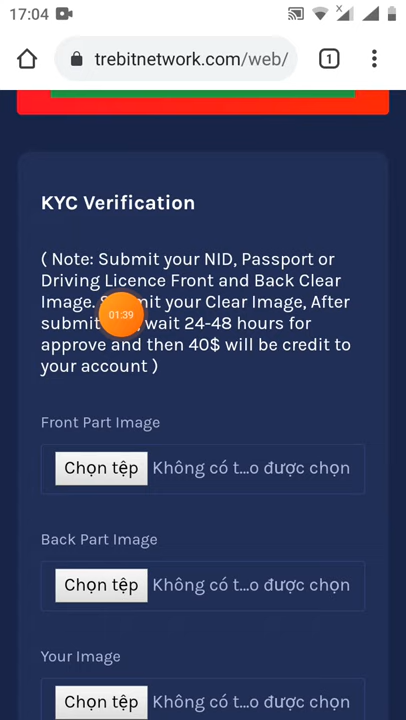 17:04
trebitnetwork.com/web/
1
KYC Verification
( Note: Submit your NID, Passport or
Driving Licence Front and Back Clear
Image. your Clear Image, After
wait 24-48 hours for
approve and then 40$ will be credit to
your account )
01:39
Front Part Image
Chọn tệp Không có t...o được chọn
Back Part Image
Chọn tệp Không có t...o được chọn
Your Image
Chọn tệp Không có t...o được chọn